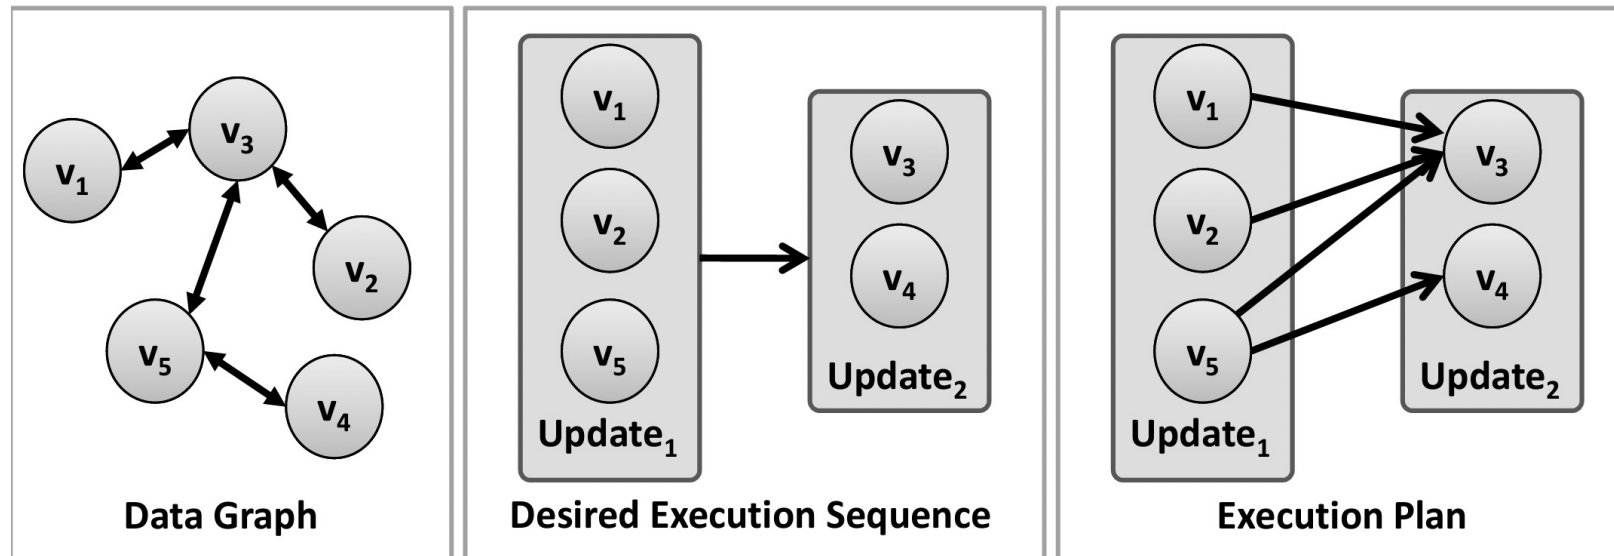 v₁
v₃
v₂
v₅
v₄
Data Graph
v₁
v₂
v₅
Update₁
v₃
v₄
Update₂
Desired Execution Sequence
v₁
v₂
v₅
Update₁
v₃
v₄
Update₂
Execution Plan